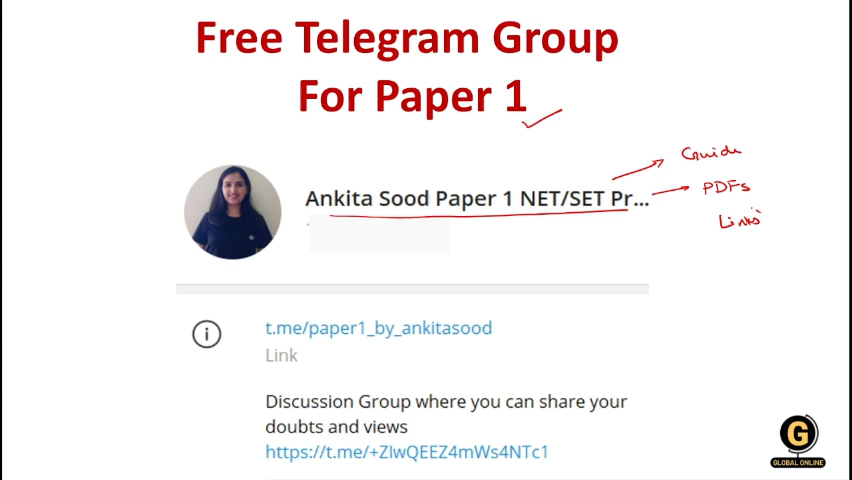 Free Telegram Group
For Paper 1
Guide
Ankita Sood Paper 1 NET/SET Pr...
PDFs
Links
t.me/paper1_by_ankitasood
Link
Discussion Group where you can share your
doubts and views
https://t.me/+ZIwQEEZ4mWs4NTc1
G
GLOBAL ONLINE